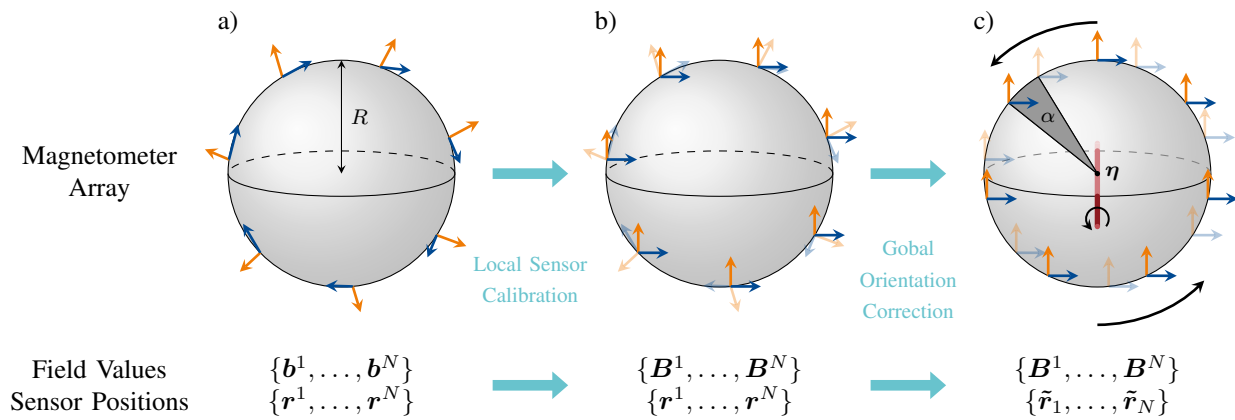 a)
b)
c)
R
α
η
Magnetometer
Array
Local Sensor
Calibration
Gobal
Orientation
Correction
Field Values
Sensor Positions
{b¹, . . . , bᴺ}
{r¹, . . . , rᴺ}
{B¹, . . . , Bᴺ}
{r¹, . . . , rᴺ}
{B¹, . . . , Bᴺ}
{r̃₁, . . . , r̃_N}